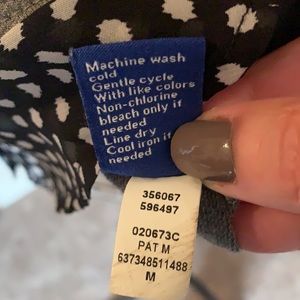 Machine wash
cold
Gentle cycle
With like colors
Non-chlorine
bleach only if
needed
Line dry
Cool iron if
needed
356067
596497
020673C
PAT M
637348511488
M